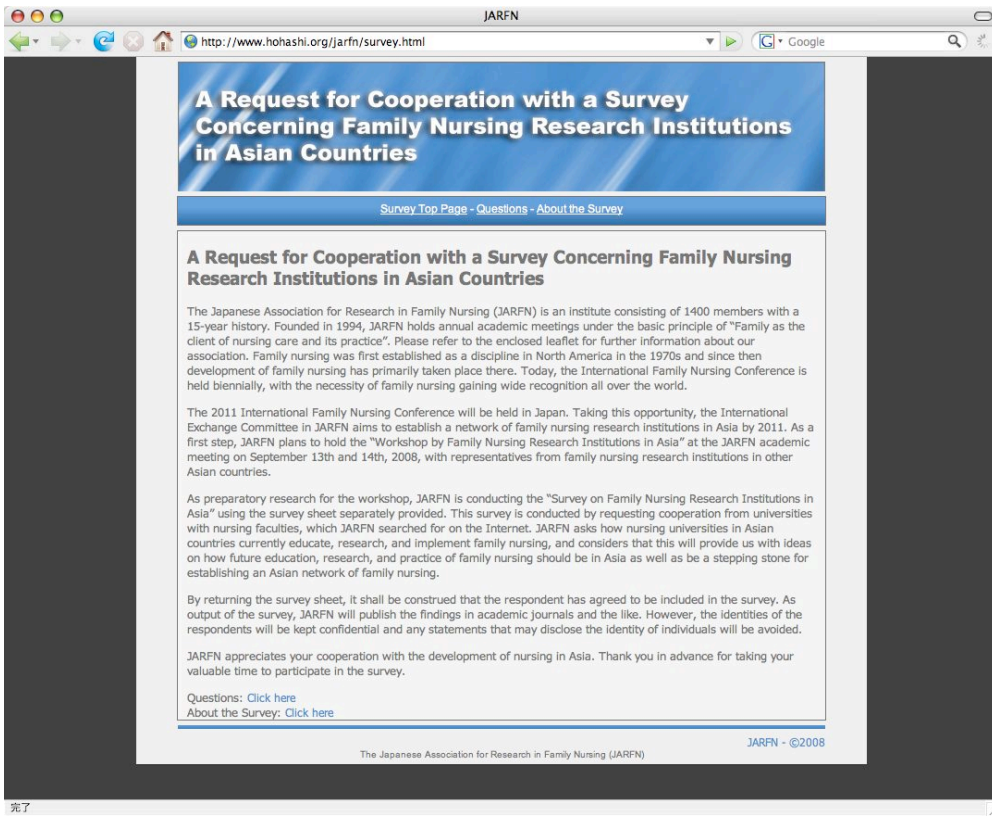 JARFN
http://www.hohashi.org/jarfn/survey.html
Google
A Request for Cooperation with a Survey
Concerning Family Nursing Research Institutions
in Asian Countries
Survey Top Page - Questions - About the Survey
A Request for Cooperation with a Survey Concerning Family Nursing
Research Institutions in Asian Countries
The Japanese Association for Research in Family Nursing (JARFN) is an institute consisting of 1400 members with a
15-year history. Founded in 1994, JARFN holds annual academic meetings under the basic principle of “Family as the
client of nursing care and its practice”. Please refer to the enclosed leaflet for further information about our
association. Family nursing was first established as a discipline in North America in the 1970s and since then
development of family nursing has primarily taken place there. Today, the International Family Nursing Conference is
held biennially, with the necessity of family nursing gaining wide recognition all over the world.
The 2011 International Family Nursing Conference will be held in Japan. Taking this opportunity, the International
Exchange Committee in JARFN aims to establish a network of family nursing research institutions in Asia by 2011. As a
first step, JARFN plans to hold the “Workshop by Family Nursing Research Institutions in Asia” at the JARFN academic
meeting on September 13th and 14th, 2008, with representatives from family nursing research institutions in other
Asian countries.
As preparatory research for the workshop, JARFN is conducting the “Survey on Family Nursing Research Institutions in
Asia” using the survey sheet separately provided. This survey is conducted by requesting cooperation from universities
with nursing faculties, which JARFN searched for on the Internet. JARFN asks how nursing universities in Asian
countries currently educate, research, and implement family nursing, and considers that this will provide us with ideas
on how future education, research, and practice of family nursing should be in Asia as well as be a stepping stone for
establishing an Asian network of family nursing.
By returning the survey sheet, it shall be construed that the respondent has agreed to be included in the survey. As
output of the survey, JARFN will publish the findings in academic journals and the like. However, the identities of the
respondents will be kept confidential and any statements that may disclose the identity of individuals will be avoided.
JARFN appreciates your cooperation with the development of nursing in Asia. Thank you in advance for taking your
valuable time to participate in the survey.
Questions: Click here
About the Survey: Click here
JARFN - ©2008
The Japanese Association for Research in Family Nursing (JARFN)
完了